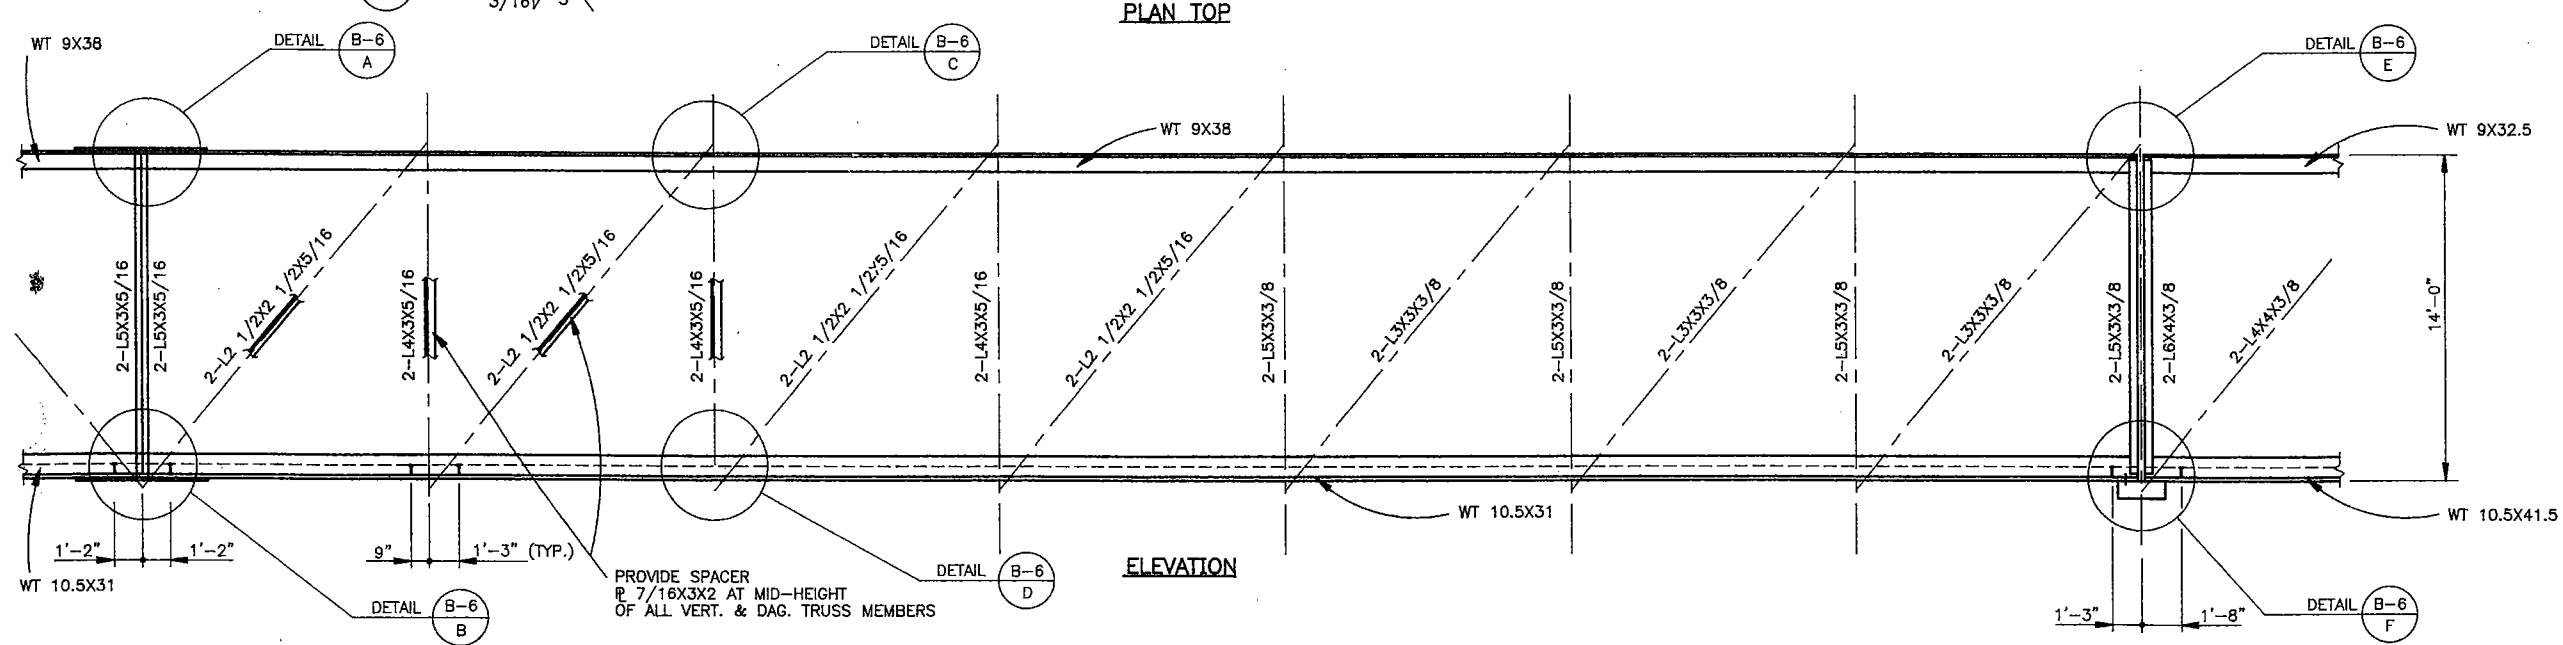 3/16 3
PLAN TOP
WT 9X38
DETAIL B-6 A
DETAIL B-6 C
DETAIL B-6 E
WT 9X38
WT 9X32.5
2-L5X3X5/16
2-L5X3X5/16
2-L2 1/2X2 1/2X5/16
2-L4X3X5/16
2-L2 1/2X2 1/2X5/16
2-L4X3X5/16
2-L2 1/2X2 1/2X5/16
2-L4X3X5/16
2-L2 1/2X2 1/2X5/16
2-L5X3X3/8
2-L3X3X3/8
2-L5X3X3/8
2-L3X3X3/8
2-L5X3X3/8
2-L3X3X3/8
2-L5X3X3/8
2-L6X4X3/8
2-L4X4X3/8
14'-0"
WT 10.5X31
WT 10.5X41.5
1'-2"
1'-2"
9"
1'-3" (TYP.)
WT 10.5X31
PROVIDE SPACER
PL 7/16X3X2 AT MID-HEIGHT
OF ALL VERT. & DAG. TRUSS MEMBERS
DETAIL B-6 B
DETAIL B-6 D
ELEVATION
1'-3"
1'-8"
DETAIL B-6 F